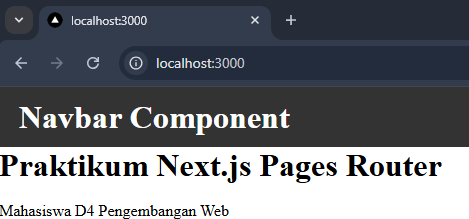 localhost:3000
localhost:3000
Navbar Component
Praktikum Next.js Pages Router
Mahasiswa D4 Pengembangan Web